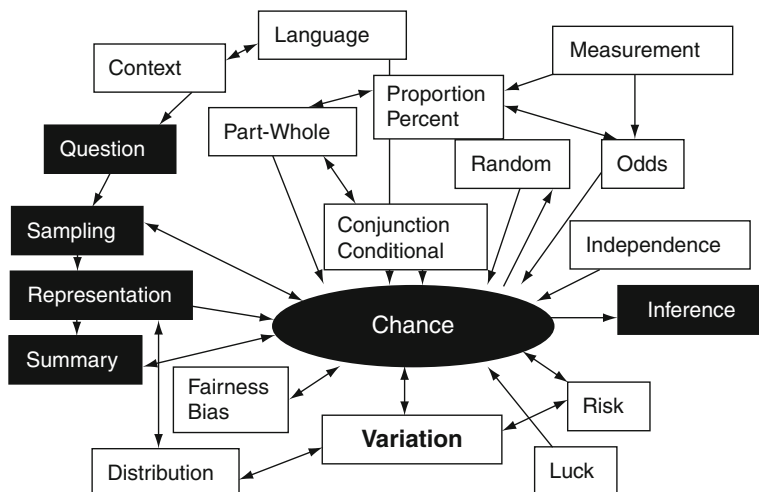 Language
Measurement
Context
Proportion
Percent
Part-Whole
Question
Random
Odds
Sampling
Conjunction
Conditional
Independence
Representation
Inference
Chance
Summary
Fairness
Bias
Risk
Variation
Distribution
Luck